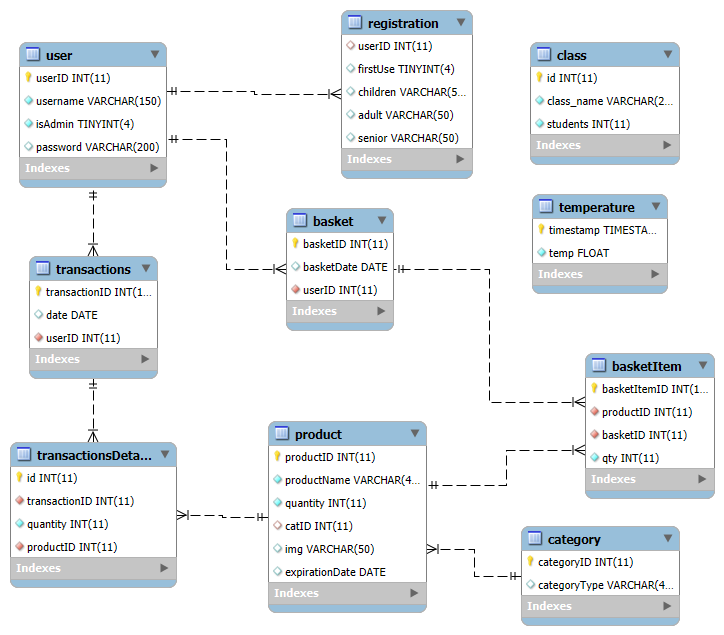 user
userID INT(11)
username VARCHAR(150)
isAdmin TINYINT(4)
password VARCHAR(200)
Indexes
registration
userID INT(11)
firstUse TINYINT(4)
children VARCHAR(5...
adult VARCHAR(50)
senior VARCHAR(50)
Indexes
class
id INT(11)
class_name VARCHAR(2...
students INT(11)
Indexes
temperature
timestamp TIMESTA...
temp FLOAT
Indexes
basket
basketID INT(11)
basketDate DATE
userID INT(11)
Indexes
transactions
transactionID INT(1...
date DATE
userID INT(11)
Indexes
basketItem
basketItemID INT(1...
productID INT(11)
basketID INT(11)
qty INT(11)
Indexes
transactionsDeta...
id INT(11)
transactionID INT(11)
quantity INT(11)
productID INT(11)
Indexes
product
productID INT(11)
productName VARCHAR(4...
quantity INT(11)
catID INT(11)
img VARCHAR(50)
expirationDate DATE
Indexes
category
categoryID INT(11)
categoryType VARCHAR(4...
Indexes